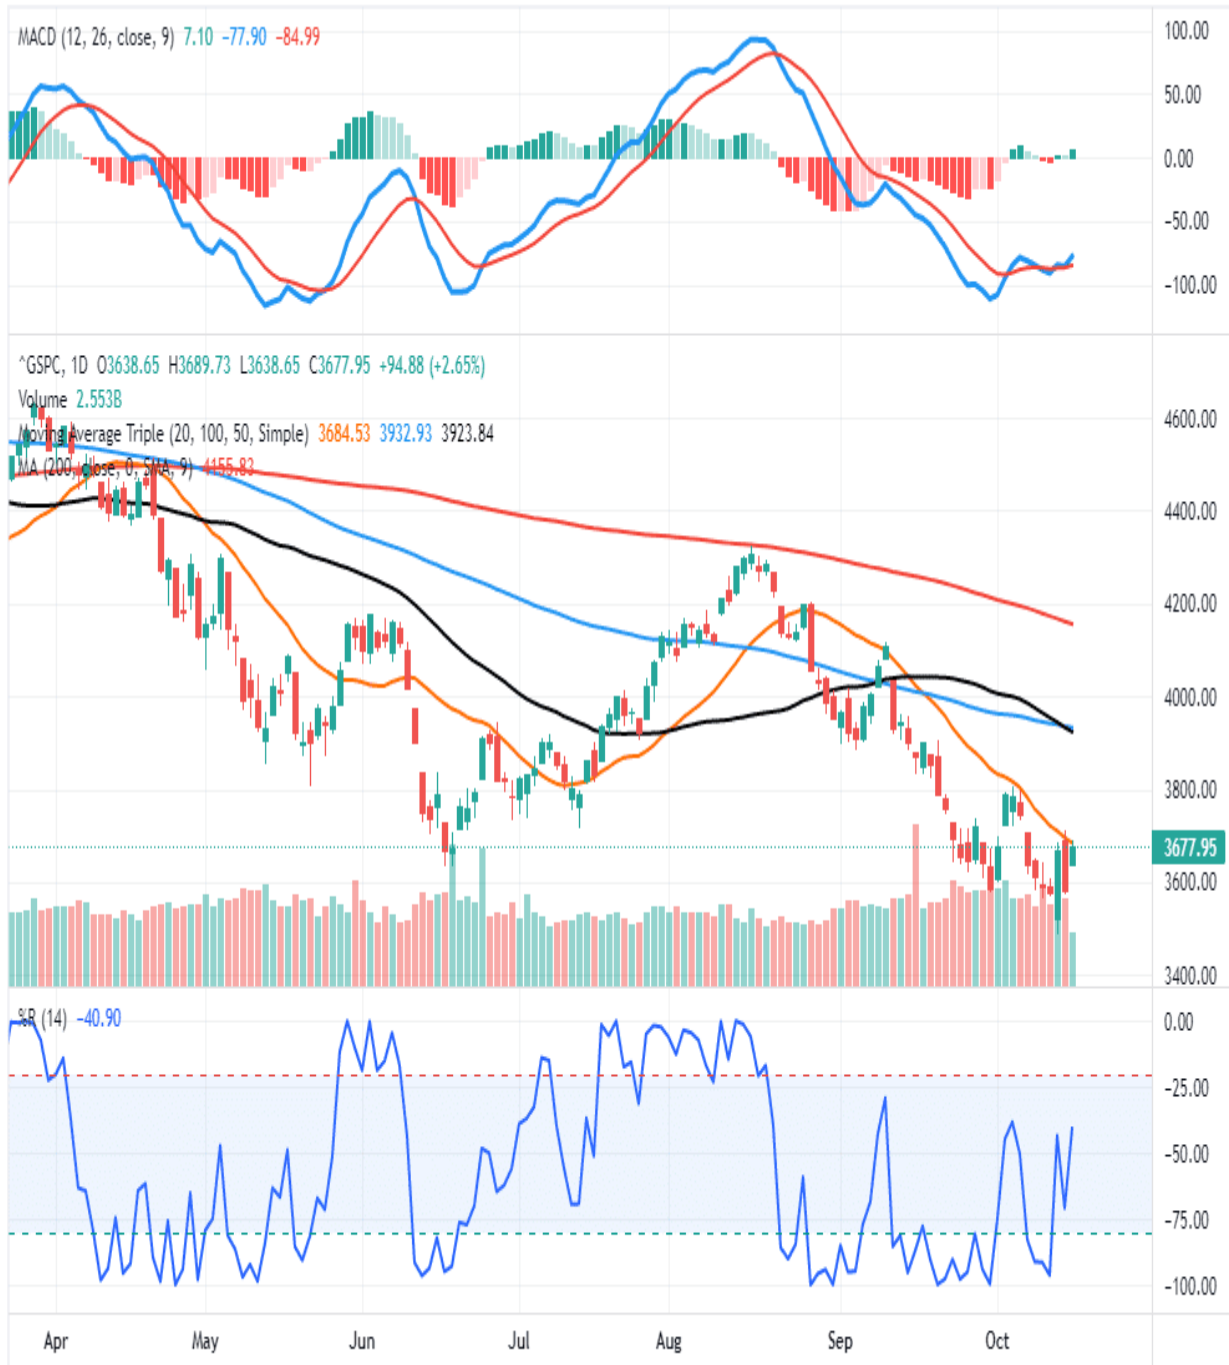 MACD (12, 26, close, 9) 7.10 −77.90 −84.99
100.00
50.00
0.00
−50.00
−100.00
^GSPC, 1D O3638.65 H3689.73 L3638.65 C3677.95 +94.88 (+2.65%)
Volume 2.553B
Moving Average Triple (20, 100, 50, Simple) 3684.53 3932.93 3923.84
MA (200, close, 0, SMA, 9) 4155.83
4600.00
4400.00
4200.00
4000.00
3800.00
3677.95
3600.00
3400.00
%R (14) −40.90
0.00
−25.00
−50.00
−75.00
−100.00
Apr May Jun Jul Aug Sep Oct